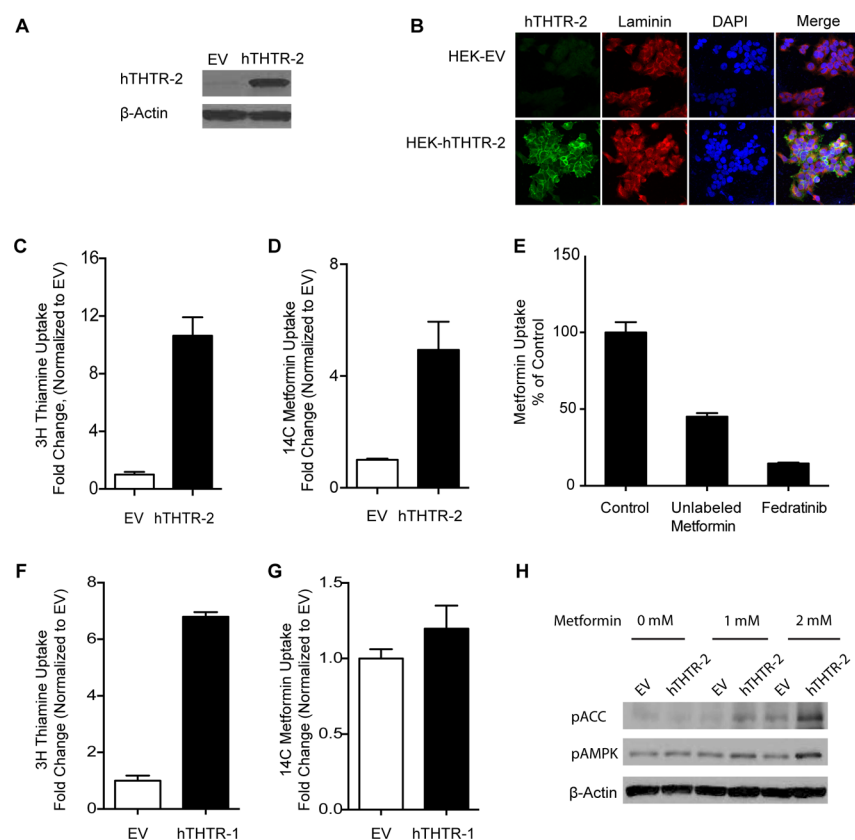 A
EV hTHTR-2
hTHTR-2
β-Actin
B
hTHTR-2 Laminin DAPI Merge
HEK-EV
HEK-hTHTR-2
C
3H Thiamine Uptake
Fold Change, (Normalized to EV)
16
12
8
4
0
EV hTHTR-2
D
14C Metformin Uptake
Fold Change (Normalized to EV)
8
4
0
EV hTHTR-2
E
Metformin Uptake
% of Control
150
100
50
0
Control Unlabeled Fedratinib
Metformin
F
3H Thiamine Uptake
Fold Change (Normalized to EV)
8
6
4
2
0
EV hTHTR-1
G
14C Metformin Uptake
Fold Change (Normalized to EV)
1.5
1.0
0.5
0.0
EV hTHTR-1
H
Metformin 0 mM 1 mM 2 mM
EV hTHTR-2 EV hTHTR-2 EV hTHTR-2
pACC
pAMPK
β-Actin